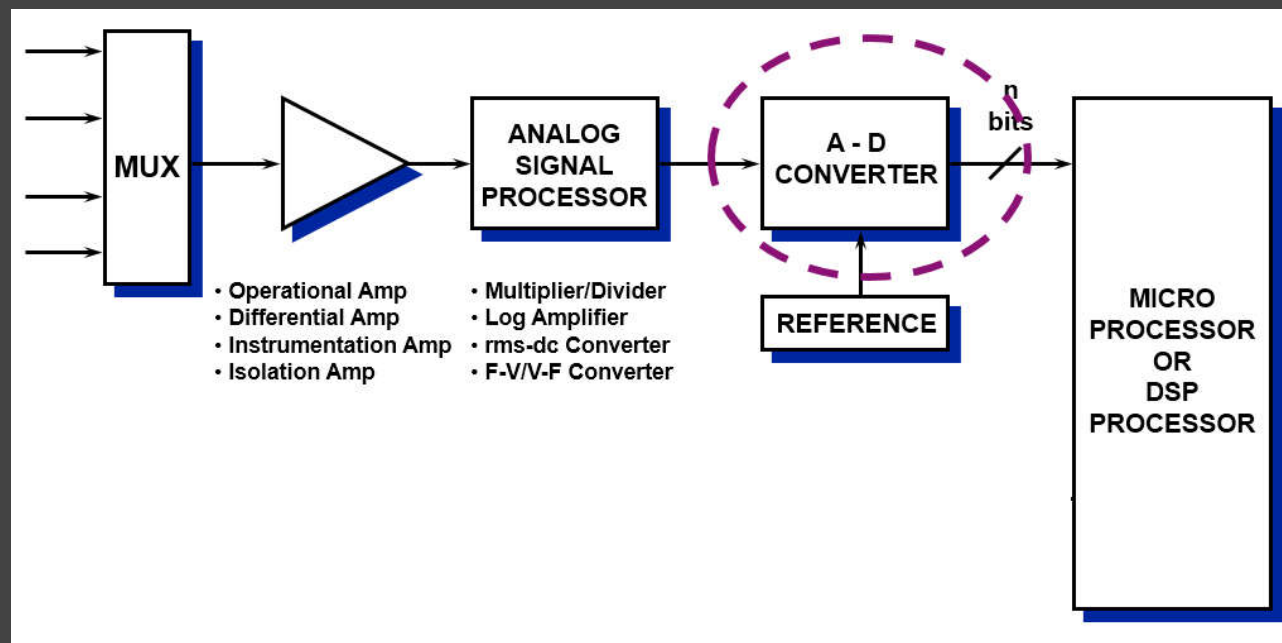 MUX
• Operational Amp
• Differential Amp
• Instrumentation Amp
• Isolation Amp
ANALOG
SIGNAL
PROCESSOR
• Multiplier/Divider
• Log Amplifier
• rms-dc Converter
• F-V/V-F Converter
A - D
CONVERTER
REFERENCE
n
bits
MICRO
PROCESSOR
OR
DSP
PROCESSOR